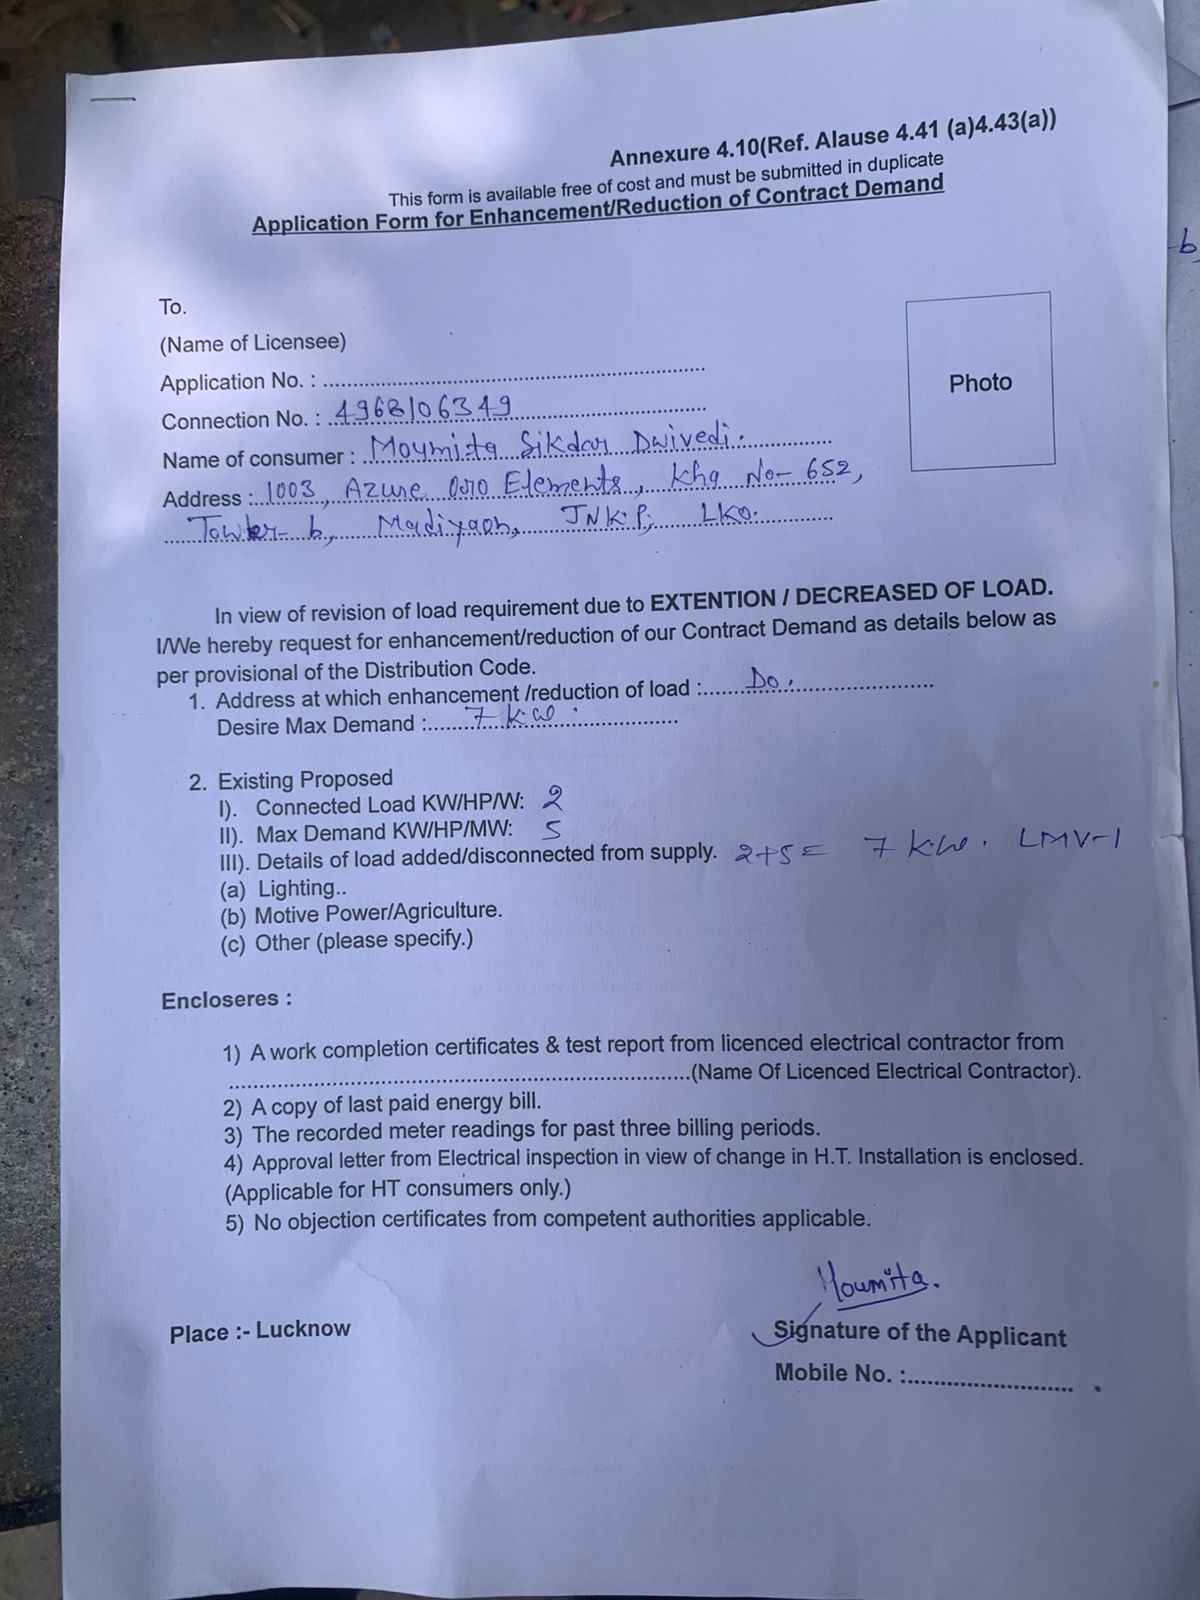 Annexure 4.10(Ref. Alause 4.41 (a)4.43(a))
This form is available free of cost and must be submitted in duplicate
Application Form for Enhancement/Reduction of Contract Demand
To.
(Name of Licensee)
Application No. : ..........
Connection No. : 4968106349
Photo
Name of consumer : Moumita Sikdar Dwivedi.
Address : 1003, Azure Oro Elements, Kha No- 652,
Tower- b, Madiyaon, JNKP, LKO.
In view of revision of load requirement due to EXTENTION / DECREASED OF LOAD.
I/We hereby request for enhancement/reduction of our Contract Demand as details below as
per provisional of the Distribution Code.
1. Address at which enhancement /reduction of load : Do.
Desire Max Demand : 7 kw.
2. Existing Proposed
I). Connected Load KW/HP/W: 2
II). Max Demand KW/HP/MW: 5
III). Details of load added/disconnected from supply. 2+5= 7 kw. LMV-1
(a) Lighting..
(b) Motive Power/Agriculture.
(c) Other (please specify.)
Encloseres :
1) A work completion certificates & test report from licenced electrical contractor from
..........(Name Of Licenced Electrical Contractor).
2) A copy of last paid energy bill.
3) The recorded meter readings for past three billing periods.
4) Approval letter from Electrical inspection in view of change in H.T. Installation is enclosed.
(Applicable for HT consumers only.)
5) No objection certificates from competent authorities applicable.
Moumita.
Place :- Lucknow
Signature of the Applicant
Mobile No. :..........